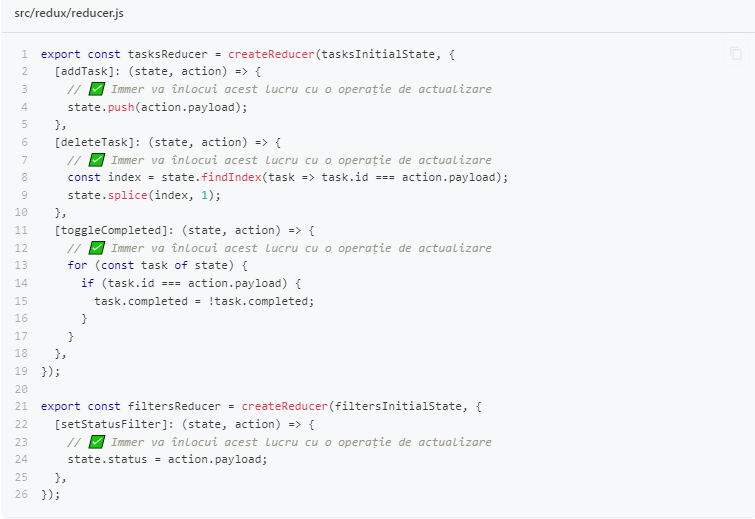 src/redux/reducer.js
1 export const tasksReducer = createReducer(tasksInitialState, {
2   [addTask]: (state, action) => {
3     // ✅ Immer va înlocui acest lucru cu o operație de actualizare
4     state.push(action.payload);
5   },
6   [deleteTask]: (state, action) => {
7     // ✅ Immer va înlocui acest lucru cu o operație de actualizare
8     const index = state.findIndex(task => task.id === action.payload);
9     state.splice(index, 1);
10   },
11   [toggleCompleted]: (state, action) => {
12     // ✅ Immer va înlocui acest lucru cu o operație de actualizare
13     for (const task of state) {
14       if (task.id === action.payload) {
15         task.completed = !task.completed;
16       }
17     }
18   },
19 });
20
21 export const filtersReducer = createReducer(filtersInitialState, {
22   [setStatusFilter]: (state, action) => {
23     // ✅ Immer va înlocui acest lucru cu o operație de actualizare
24     state.status = action.payload;
25   },
26 });